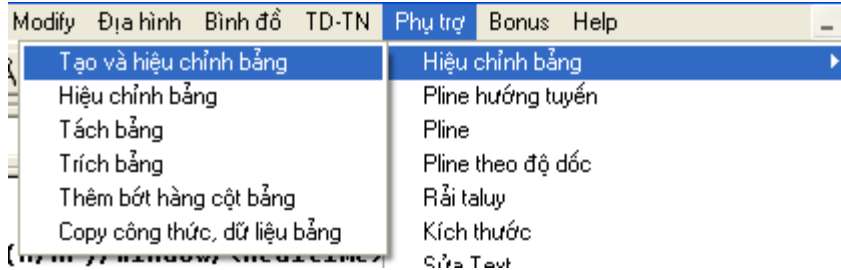 Modify Địa hình Bình đồ TD-TN Phụ trợ Bonus Help
Tạo và hiệu chỉnh bảng
Hiệu chỉnh bảng
Tách bảng
Trích bảng
Thêm bớt hàng cột bảng
Copy công thức, dữ liệu bảng
Hiệu chỉnh bảng
Pline hướng tuyến
Pline
Pline theo độ dốc
Rải taluy
Kích thước
Sửa Text